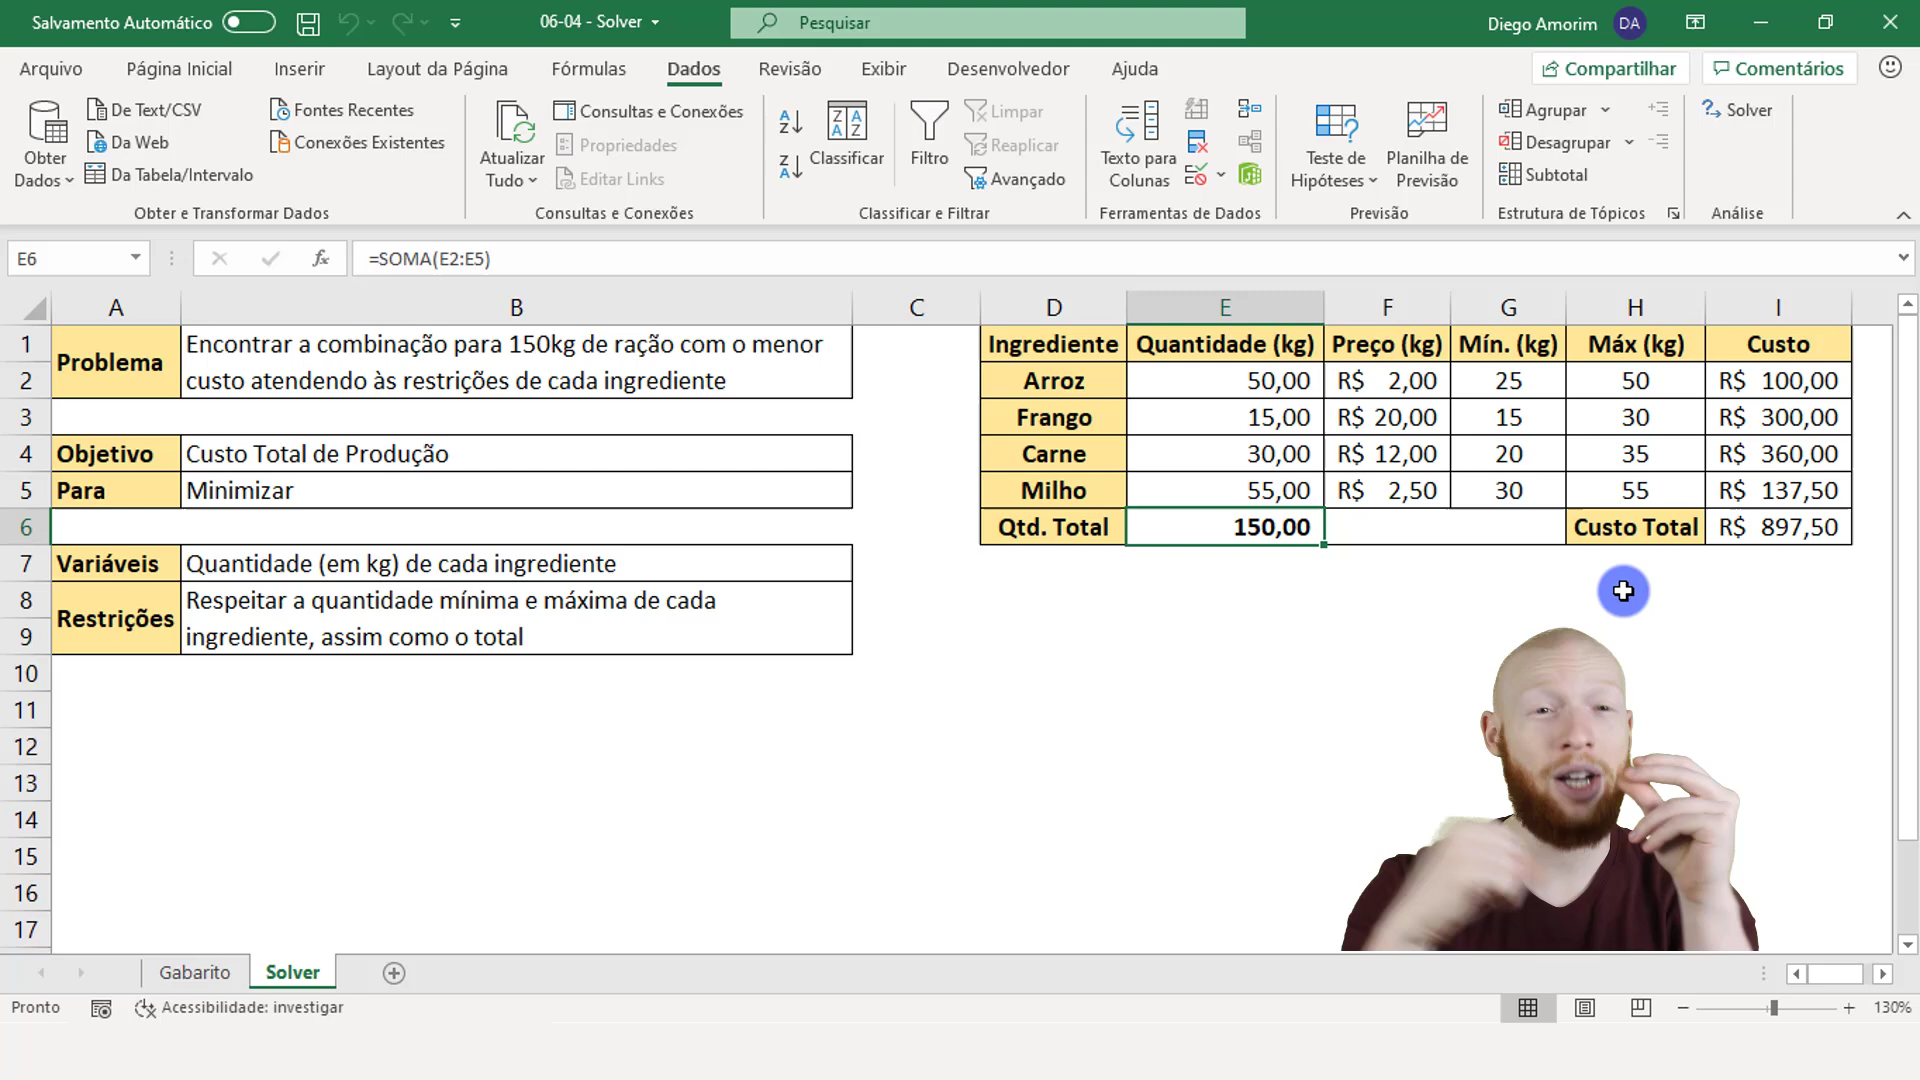 Salvamento Automático
06-04 - Solver
Pesquisar
Diego Amorim
DA
Arquivo
Página Inicial
Inserir
Layout da Página
Fórmulas
Dados
Revisão
Exibir
Desenvolvedor
Ajuda
Compartilhar
Comentários
Obter
Dados
De Text/CSV
Da Web
Da Tabela/Intervalo
Fontes Recentes
Conexões Existentes
Obter e Transformar Dados
Atualizar
Tudo
Consultas e Conexões
Propriedades
Editar Links
Consultas e Conexões
Classificar
Filtro
Limpar
Reaplicar
Avançado
Classificar e Filtrar
Texto para
Colunas
Ferramentas de Dados
Teste de
Hipóteses
Planilha de
Previsão
Previsão
Agrupar
Desagrupar
Subtotal
Estrutura de Tópicos
Solver
Análise
E6
fx
=SOMA(E2:E5)
A B C D E F G H I
1 Problema Encontrar a combinação para 150kg de ração com o menor Ingrediente Quantidade (kg) Preço (kg) Mín. (kg) Máx (kg) Custo
2 custo atendendo às restrições de cada ingrediente Arroz 50,00 R$ 2,00 25 50 R$ 100,00
3 Frango 15,00 R$ 20,00 15 30 R$ 300,00
4 Objetivo Custo Total de Produção Carne 30,00 R$ 12,00 20 35 R$ 360,00
5 Para Minimizar Milho 55,00 R$ 2,50 30 55 R$ 137,50
6 Qtd. Total 150,00 Custo Total R$ 897,50
7 Variáveis Quantidade (em kg) de cada ingrediente
8 Restrições Respeitar a quantidade mínima e máxima de cada
9 ingrediente, assim como o total
10
11
12
13
14
15
16
17
Gabarito
Solver
Pronto
Acessibilidade: investigar
130%